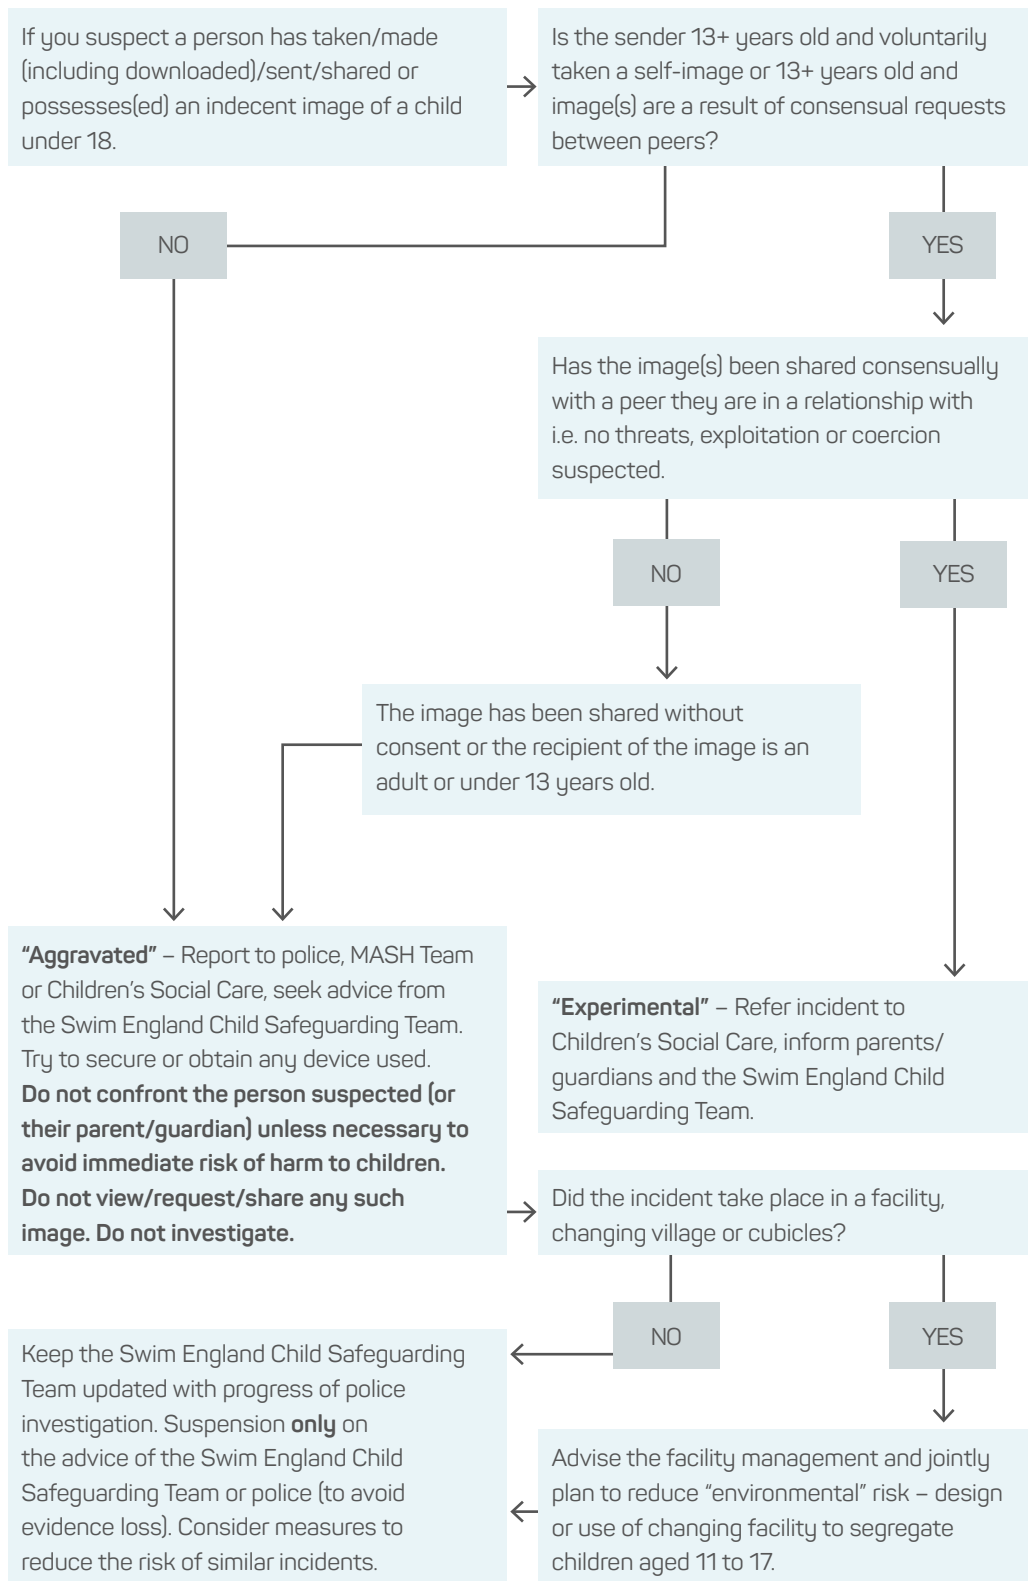 If you suspect a person has taken/made
(including downloaded)/sent/shared or
possesses(ed) an indecent image of a child
under 18.
Is the sender 13+ years old and voluntarily
taken a self-image or 13+ years old and
image(s) are a result of consensual requests
between peers?
NO
YES
Has the image(s) been shared consensually
with a peer they are in a relationship with
i.e. no threats, exploitation or coercion
suspected.
NO
YES
The image has been shared without
consent or the recipient of the image is an
adult or under 13 years old.
“Aggravated” – Report to police, MASH Team
or Children’s Social Care, seek advice from
the Swim England Child Safeguarding Team.
Try to secure or obtain any device used.
Do not confront the person suspected (or
their parent/guardian) unless necessary to
avoid immediate risk of harm to children.
Do not view/request/share any such
image. Do not investigate.
“Experimental” – Refer incident to
Children’s Social Care, inform parents/
guardians and the Swim England Child
Safeguarding Team.
Did the incident take place in a facility,
changing village or cubicles?
NO
YES
Keep the Swim England Child Safeguarding
Team updated with progress of police
investigation. Suspension only on
the advice of the Swim England Child
Safeguarding Team or police (to avoid
evidence loss). Consider measures to
reduce the risk of similar incidents.
Advise the facility management and jointly
plan to reduce “environmental” risk – design
or use of changing facility to segregate
children aged 11 to 17.